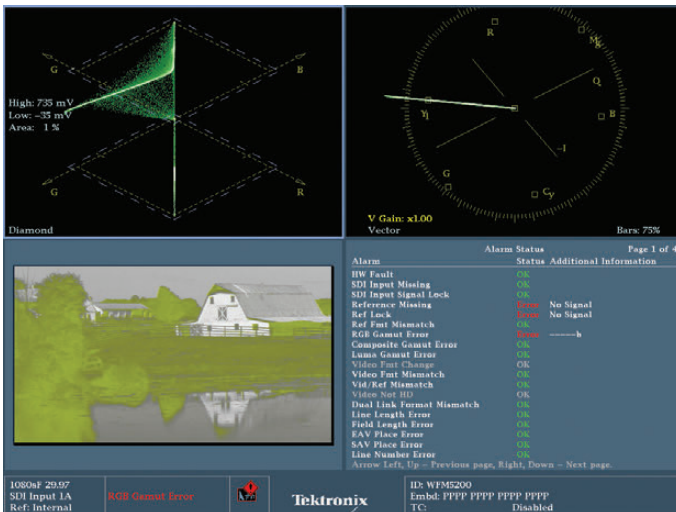 G
B
High: 735 mV
Low: -35 mV
Area: 1 %
G
R
Diamond
R
Mg
Q
Yl
B
-I
G
Cy
V Gain: x1.00
Vector
Bars: 75%
Alarm Status
Page 1 of 4
Alarm Status Additional Information
HW Fault OK
SDI Input Missing OK
SDI Input Signal Lock OK
Reference Missing Error No Signal
Ref Lock Error No Signal
Ref Fmt Mismatch OK
RGB Gamut Error Error -----b
Composite Gamut Error OK
Luma Gamut Error OK
Video Fmt Change OK
Video Fmt Mismatch OK
Vid/Ref Mismatch OK
Video Not HD OK
Dual Link Format Mismatch OK
Line Length Error OK
Field Length Error OK
EAV Place Error OK
SAV Place Error OK
Line Number Error OK
Arrow Left, Up - Previous page, Right, Down - Next page.
1080sF 29.97
SDI Input 1A
Ref: Internal
RGB Gamut Error
Tektronix
ID: WFM5200
Embd: PPPP PPPP PPPP PPPP
TC: Disabled